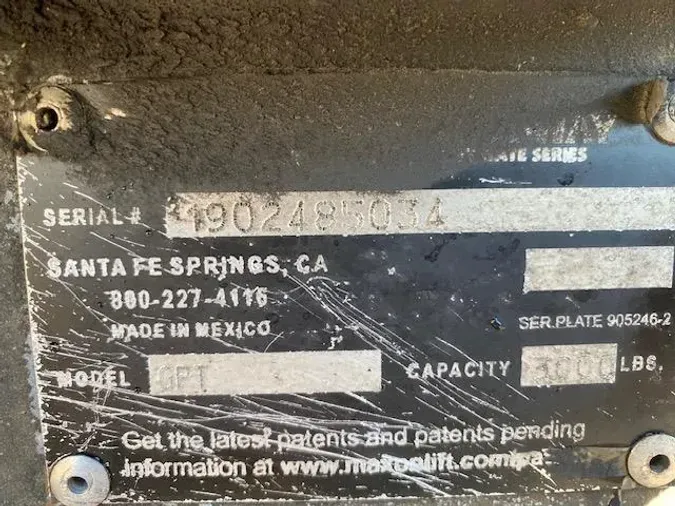 SERIES
SERIAL # 1902485034
SANTA FE SPRINGS, CA
800-227-4116
MADE IN MEXICO
SER.PLATE 905246-2
MODEL GPT CAPACITY LBS.
Get the latest patents and patents pending
information at www.maxonlift.com/pa